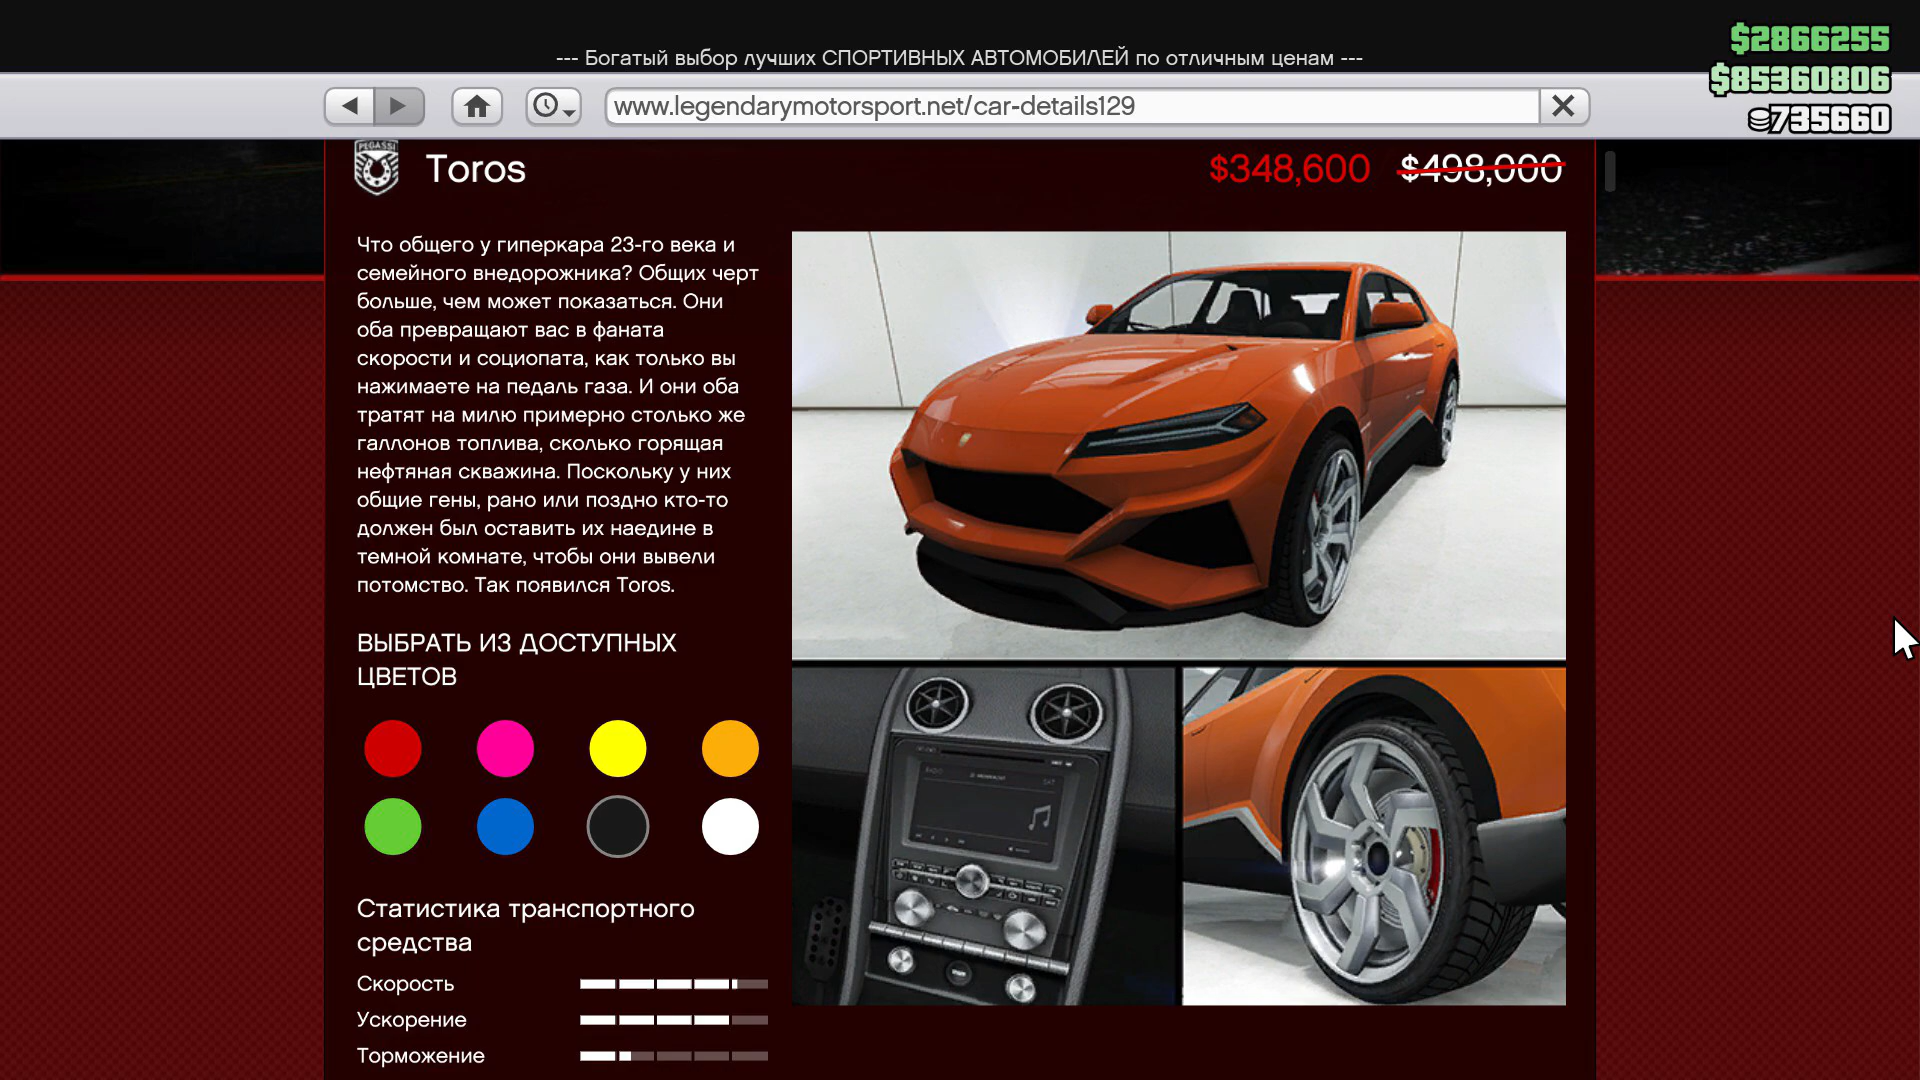 --- Богатый выбор лучших СПОРТИВНЫХ АВТОМОБИЛЕЙ по отличным ценам ---
$2866255
$85360806
735660
www.legendarymotorsport.net/car-details129
PEGASSI
Toros
$348,600 $498,000
Что общего у гиперкара 23-го века и
семейного внедорожника? Общих черт
больше, чем может показаться. Они
оба превращают вас в фаната
скорости и социопата, как только вы
нажимаете на педаль газа. И они оба
тратят на милю примерно столько же
галлонов топлива, сколько горящая
нефтяная скважина. Поскольку у них
общие гены, рано или поздно кто-то
должен был оставить их наедине в
темной комнате, чтобы они вывели
потомство. Так появился Toros.
ВЫБРАТЬ ИЗ ДОСТУПНЫХ
ЦВЕТОВ
Статистика транспортного
средства
Скорость
Ускорение
Торможение